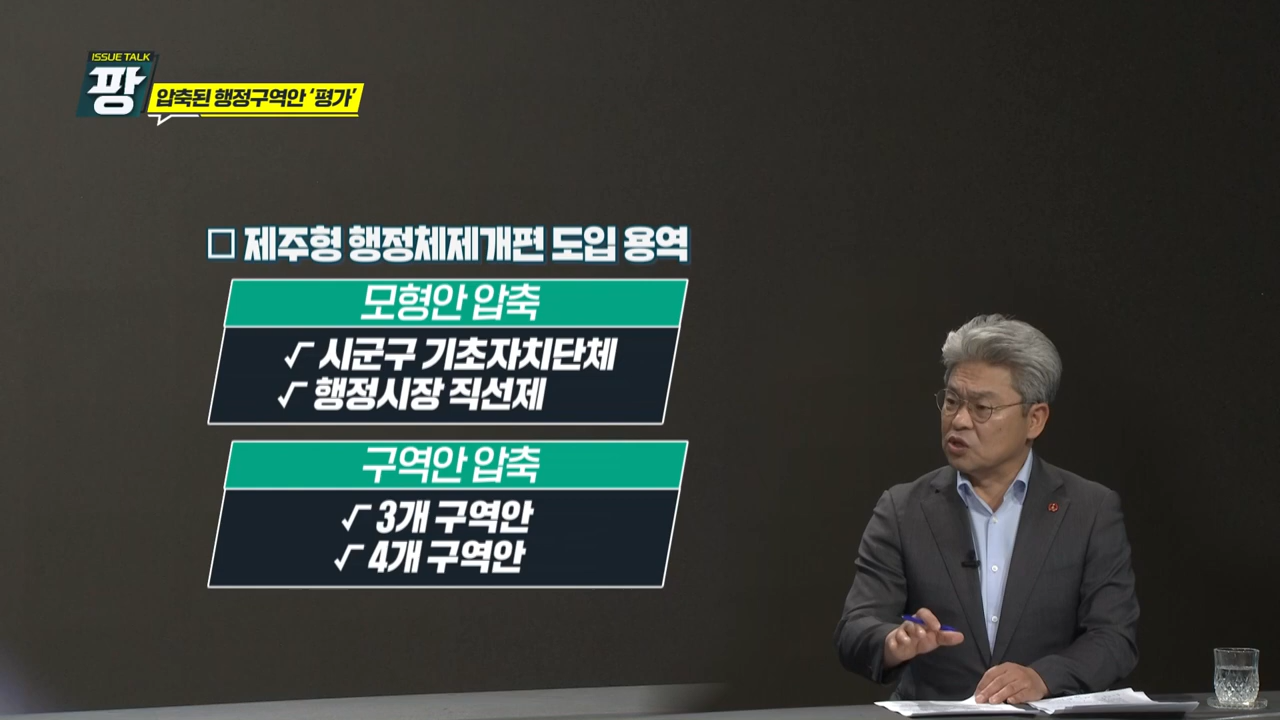 ISSUE TALK
팡
압축된 행정구역안 ‘평가’
□ 제주형 행정체제개편 도입 용역
모형안 압축
√ 시군구 기초자치단체
√ 행정시장 직선제
구역안 압축
√ 3개 구역안
√ 4개 구역안